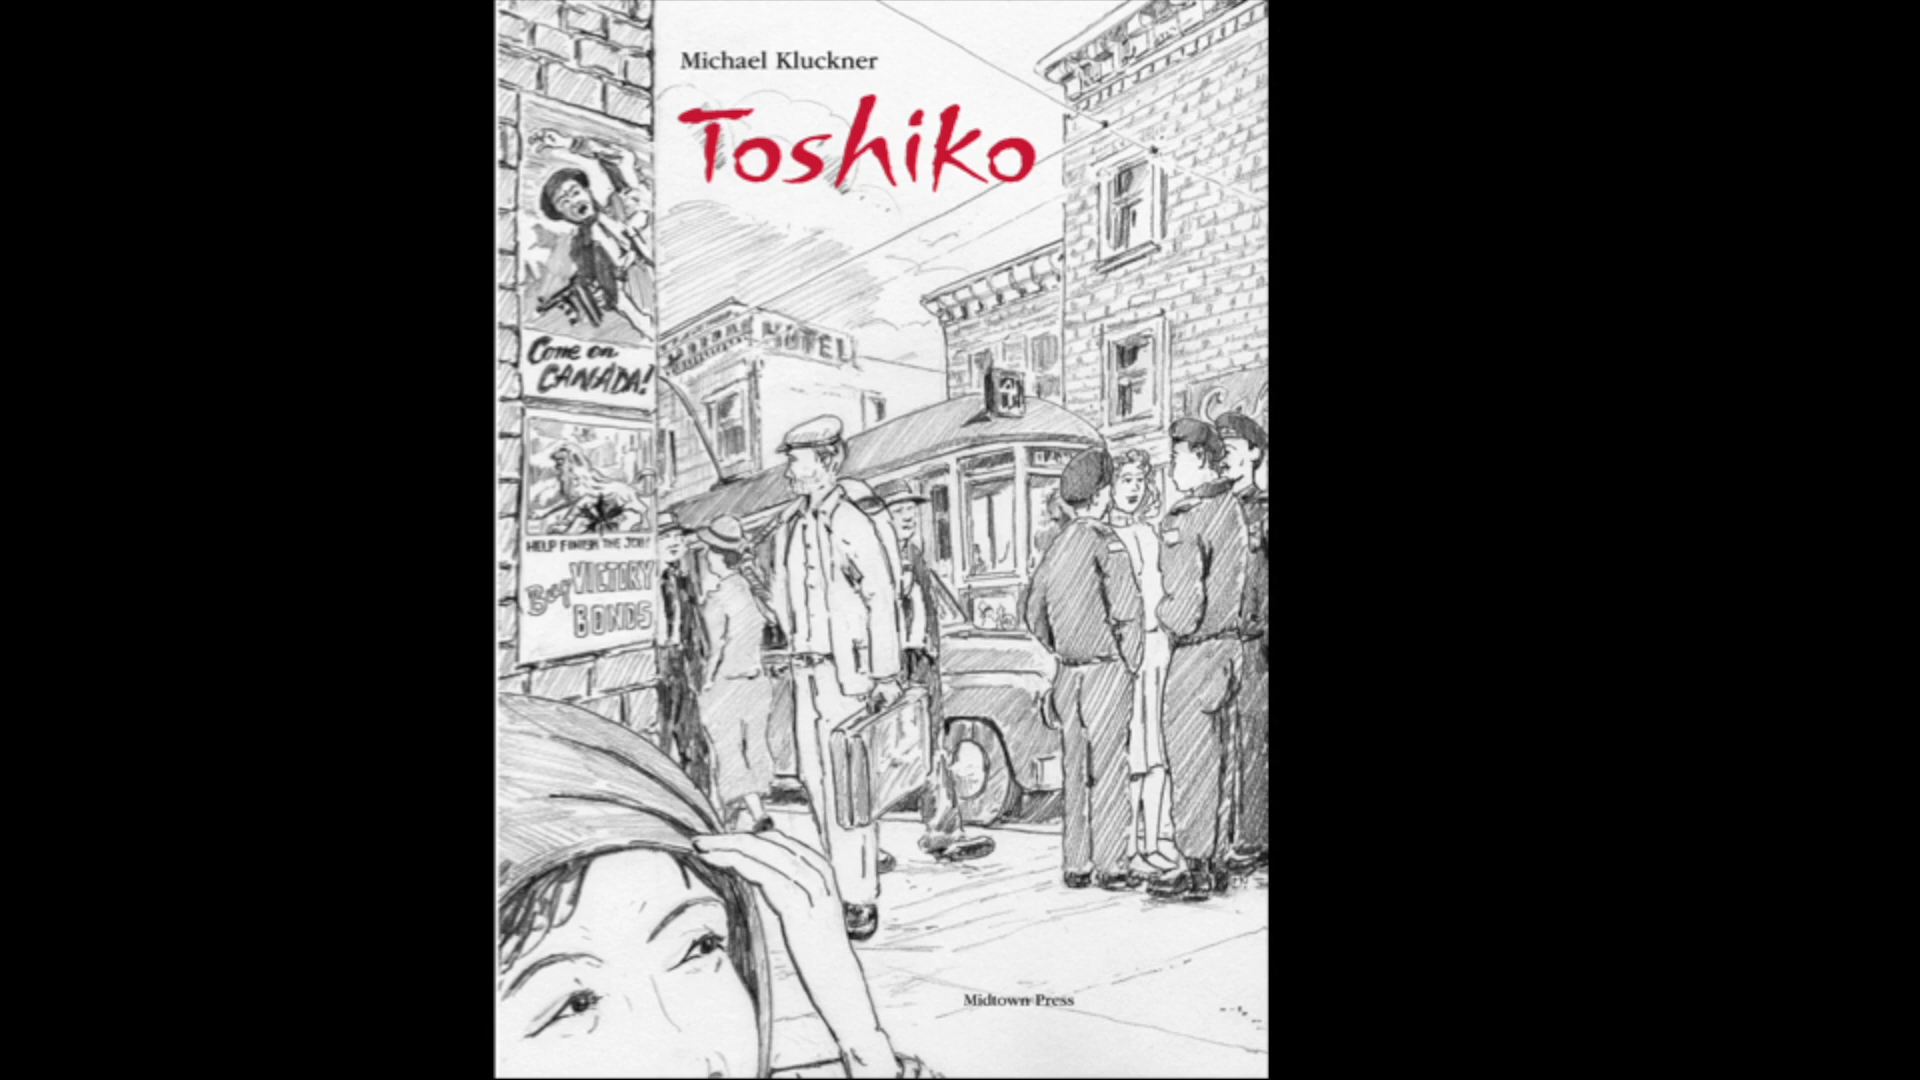 Michael Kluckner
Toshiko
HOTEL
Come on
CANADA!
HELP FINISH THE JOB!
Buy VICTORY
BONDS
Midtown Press